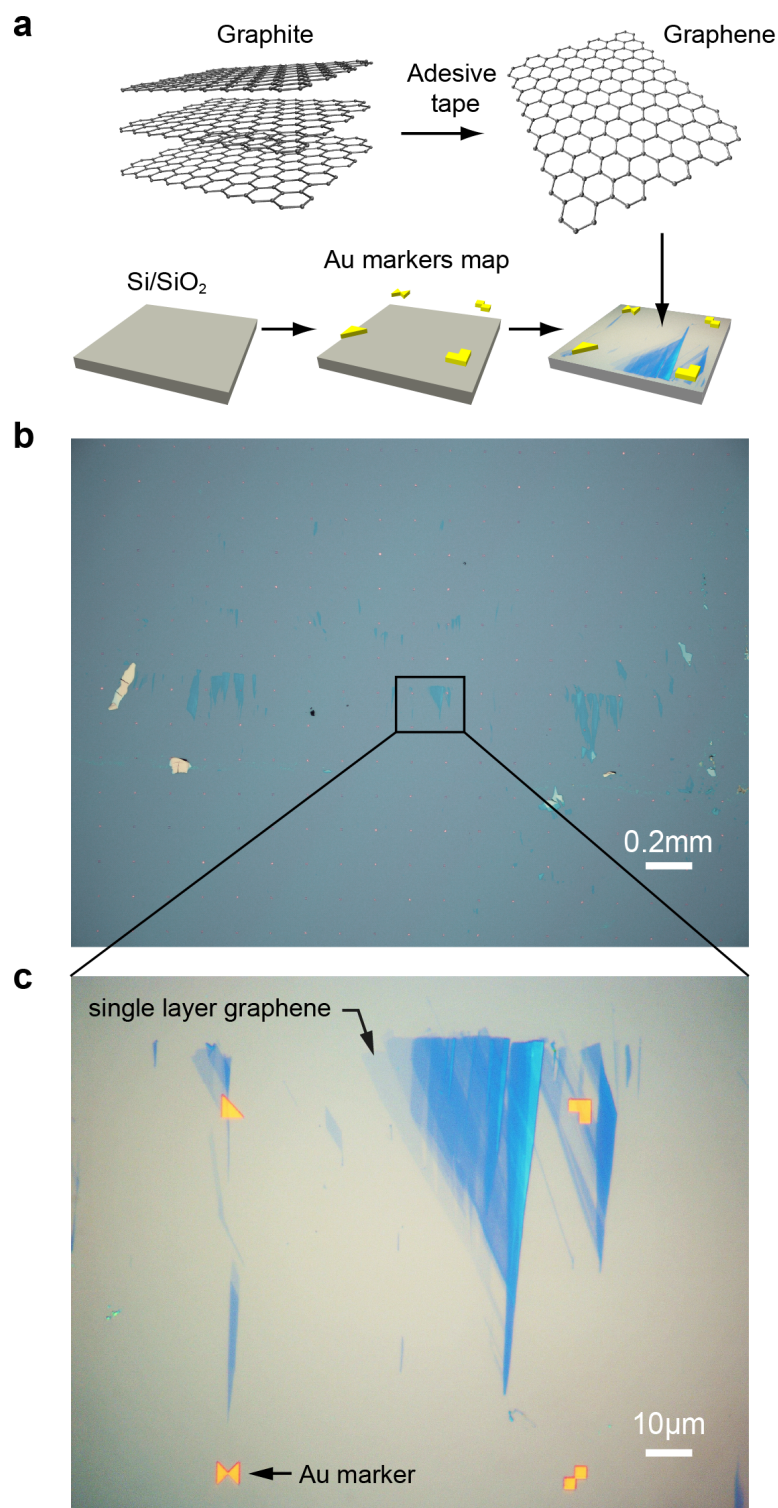 a
Graphite
Graphene
Adesive
tape
Si/SiO₂
Au markers map
b
0.2mm
c
single layer graphene
10µm
Au marker